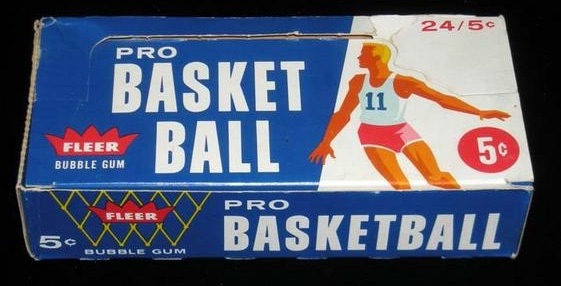 24/5¢
PRO
BASKET
BALL
11
FLEER
BUBBLE GUM
5¢
PRO
BASKETBALL
FLEER
5¢
BUBBLE GUM